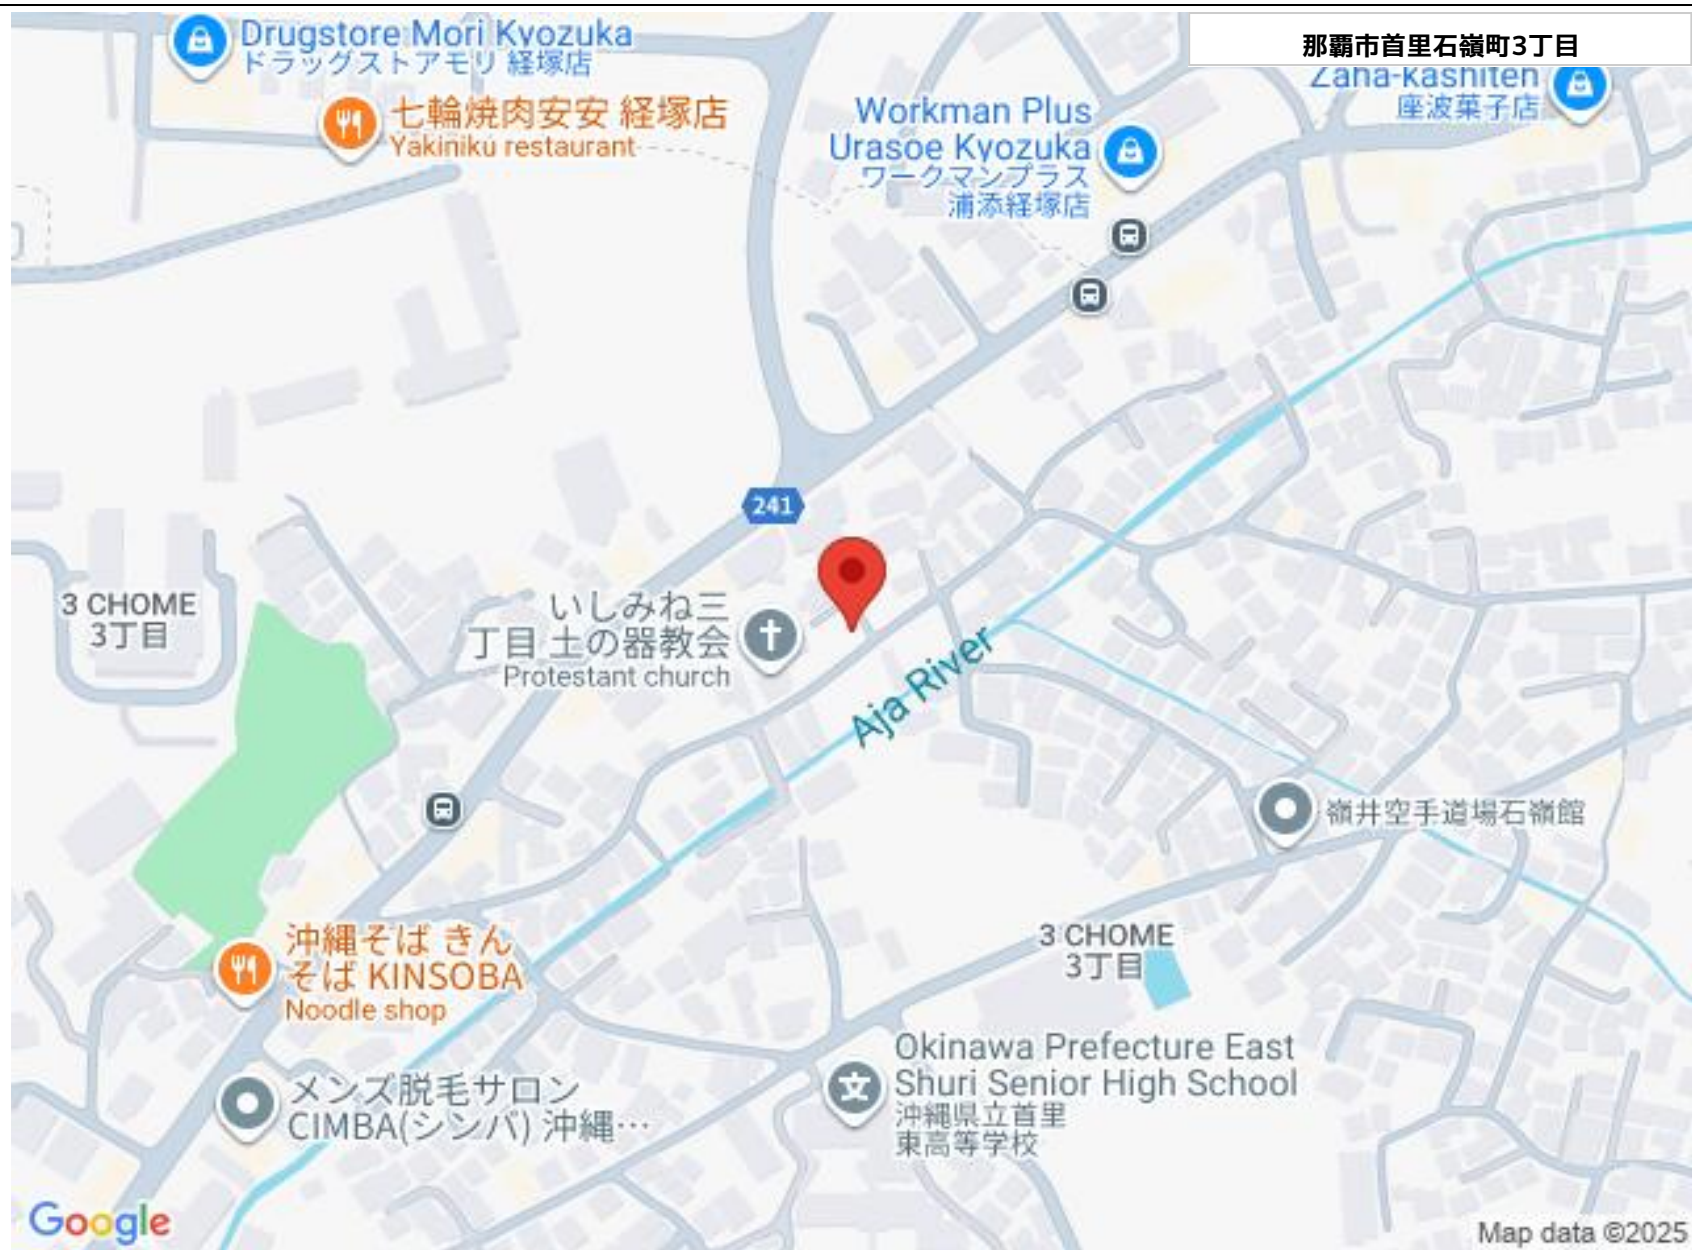 那覇市首里石嶺町3丁目
Drugstore Mori Kyozuka
ドラッグストアモリ 経塚店
七輪焼肉安安 経塚店
Yakiniku restaurant
Workman Plus
Urasoe Kyozuka
ワークマンプラス
浦添経塚店
Zaha-kashiten
座波菓子店
241
3 CHOME
3丁目
いしみね三
丁目 土の器教会
Protestant church
Aja River
嶺井空手道場石嶺館
沖縄そば きん
そば KINSOBA
Noodle shop
3 CHOME
3丁目
Okinawa Prefecture East
Shuri Senior High School
沖縄県立首里
東高等学校
メンズ脱毛サロン
CIMBA(シンバ) 沖縄…
Google
Map data ©2025